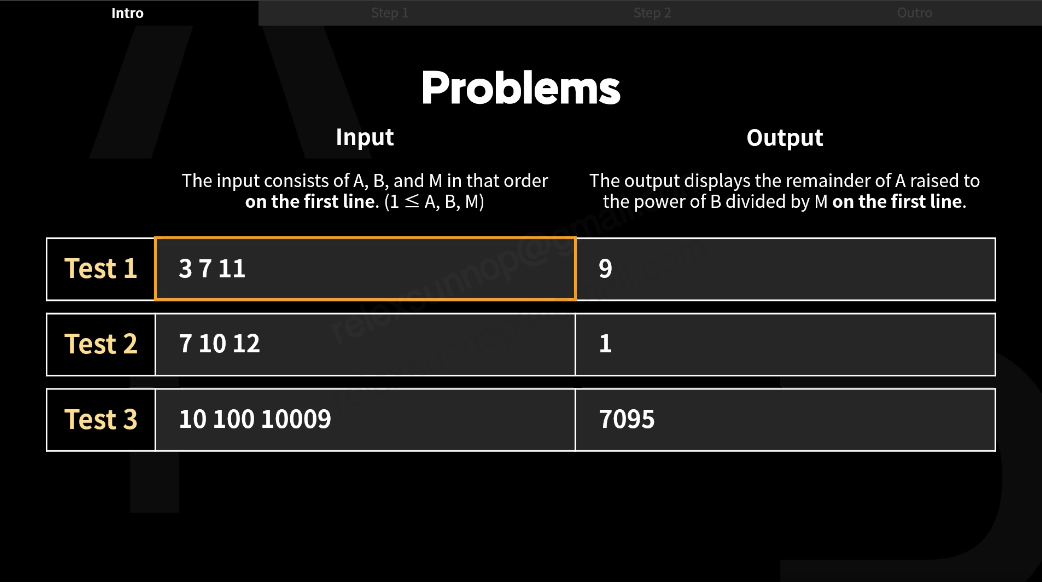 Intro
Step 1
Step 2
Outro
Problems
Input
Output
The input consists of A, B, and M in that order
on the first line. (1 ≤ A, B, M)
The output displays the remainder of A raised to
the power of B divided by M on the first line.
Test 1
3 7 11
9
Test 2
7 10 12
1
Test 3
10 100 10009
7095